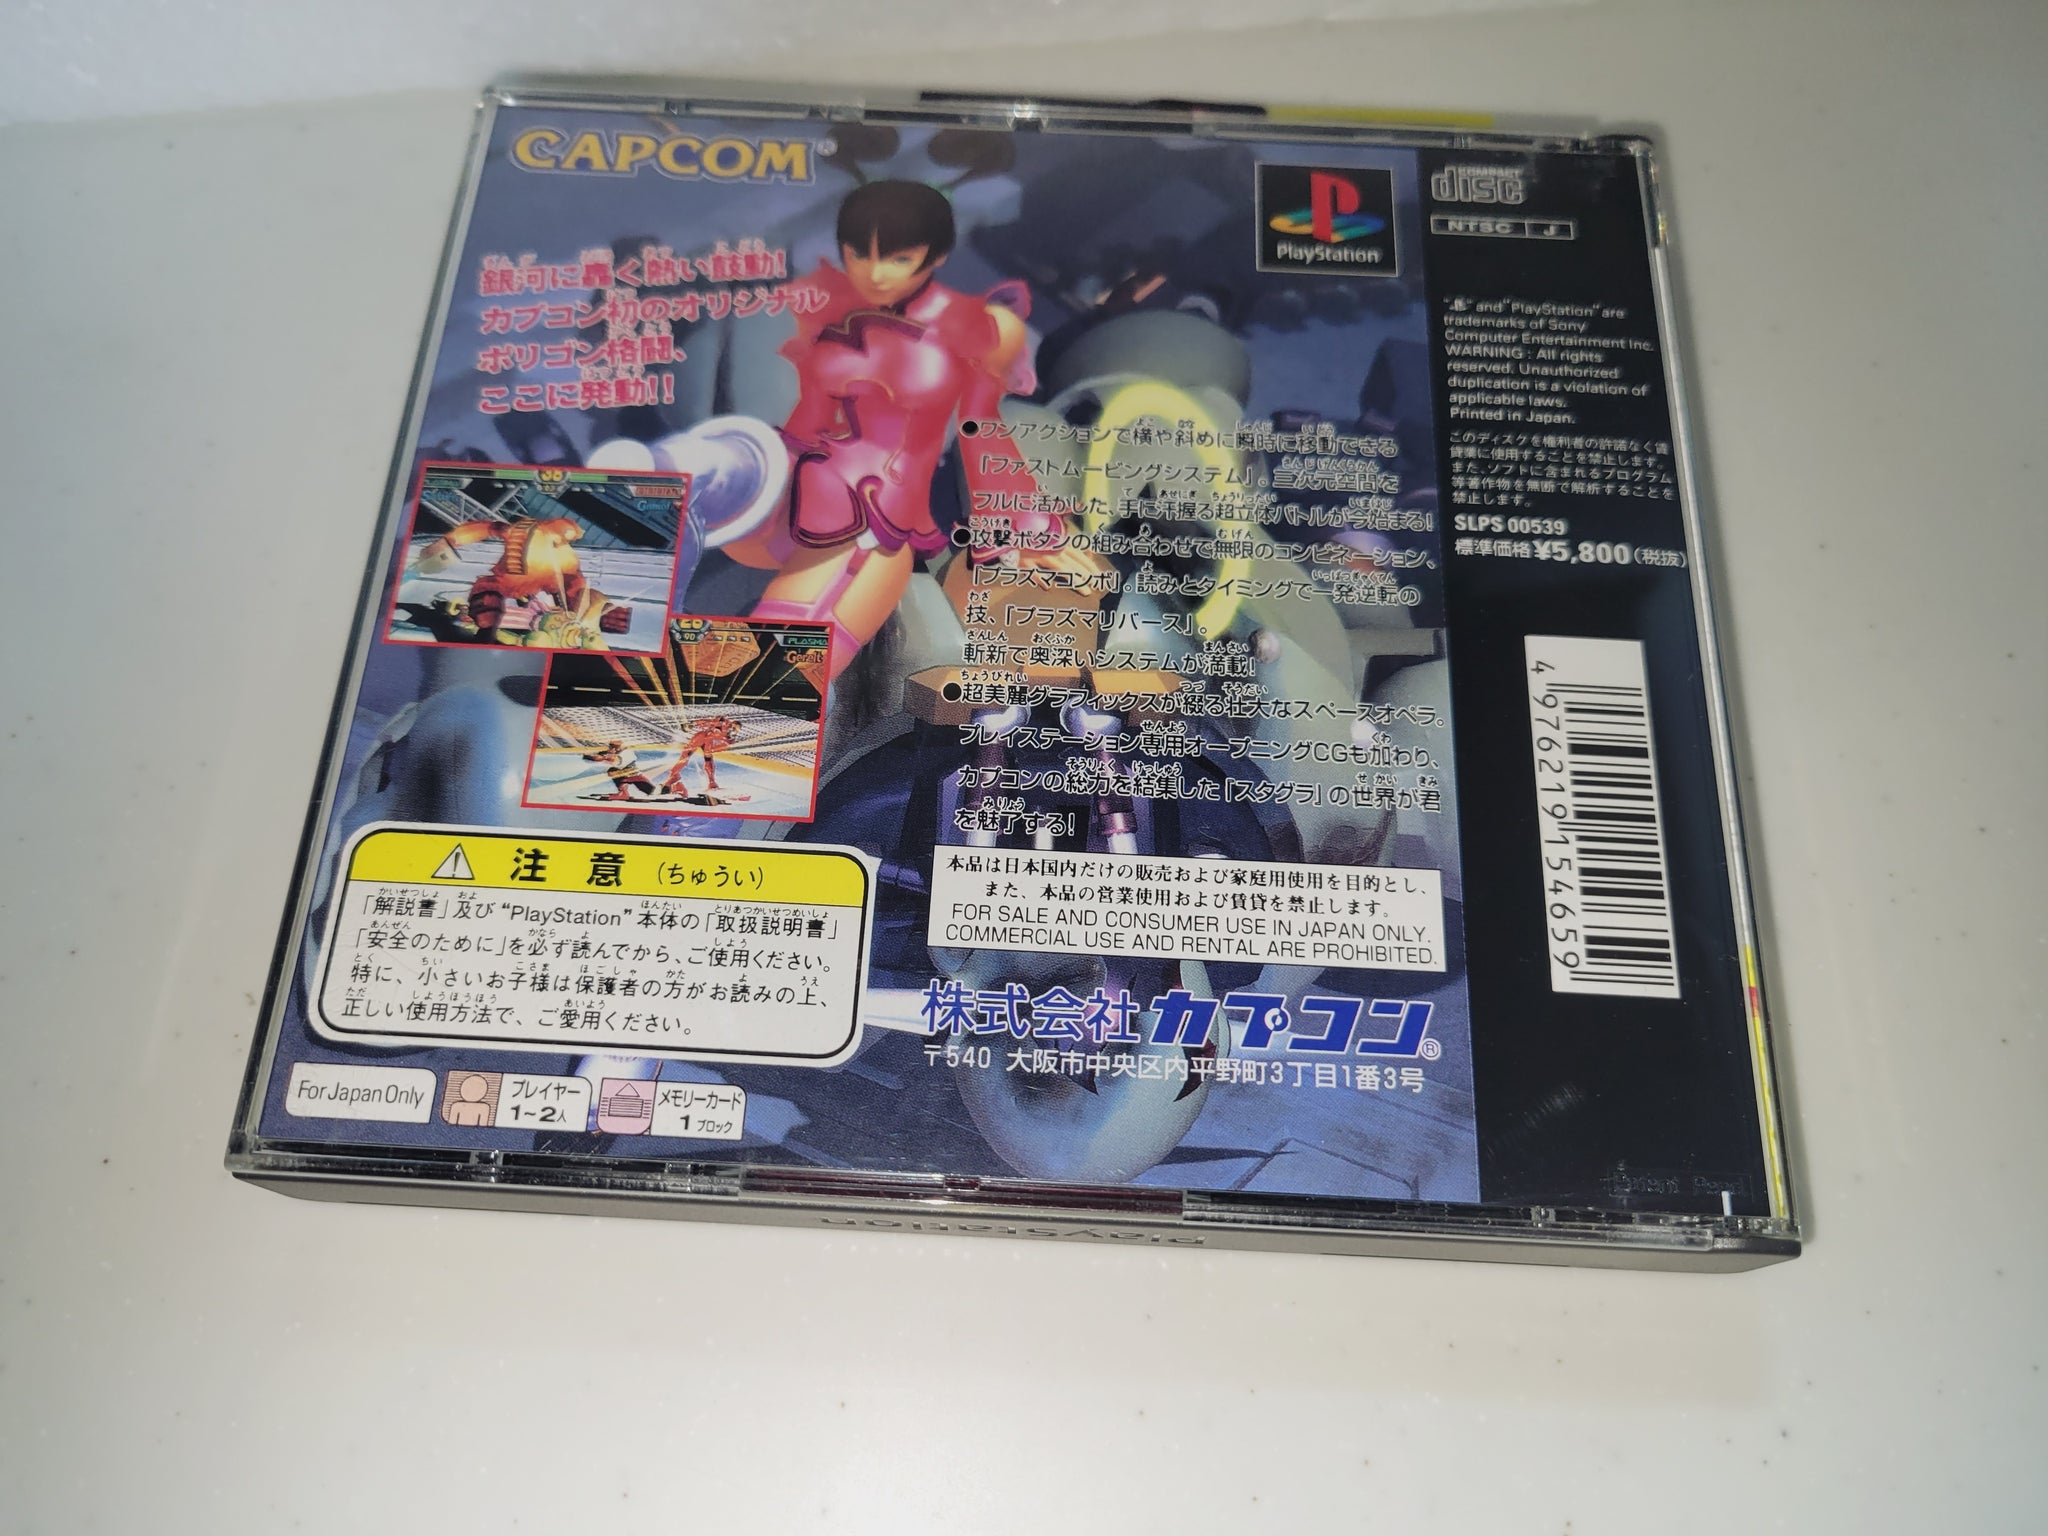 CAPCOM
銀河に轟く熱い鼓動!
カプコン初のオリジナル
ポリゴン格闘、
ここに発動!!
PlayStation
COMPACT
disc
NTSC J
"PS" and "PlayStation" are
trademarks of Sony
Computer Entertainment Inc.
WARNING : All rights
reserved. Unauthorized
duplication is a violation of
applicable laws.
Printed in Japan.
このディスクを権利者の許諾なく賃
貸業に使用することを禁止します。
また、ソフトに含まれるプログラム
等著作物を無断で解析することを
禁止します。
SLPS 00539
標準価格¥5,800(税抜)
4976219154659
●ワンアクションで横や斜めに瞬時に移動できる
「ファストムービングシステム」。三次元空間を
フルに活かした、手に汗握る超立体バトルが今始まる!
●攻撃ボタンの組み合わせで無限のコンビネーション、
「プラズマコンボ」。読みとタイミングで一発逆転の
技、「プラズマリバース」。
斬新で奥深いシステムが満載!
●超美麗グラフィックスが綴る壮大なスペースオペラ。
プレイステーション専用オープニングCGも加わり、
カプコンの総力を結集した「スタグラ」の世界が君
を魅了する!
36
Gamof
20
90
PLASMA
Gerelt
注意(ちゅうい)
「解説書」及び“PlayStation”本体の「取扱説明書」
「安全のために」を必ず読んでから、ご使用ください。
特に、小さいお子様は保護者の方がお読みの上、
正しい使用方法で、ご愛用ください。
本品は日本国内だけの販売および家庭用使用を目的とし、
また、本品の営業使用および賃貸を禁止します。
FOR SALE AND CONSUMER USE IN JAPAN ONLY.
COMMERCIAL USE AND RENTAL ARE PROHIBITED.
株式会社カプコン®
〒540 大阪市中央区内平野町3丁目1番3号
For Japan Only
プレイヤー
1~2人
メモリーカード
1ブロック
PlayStation